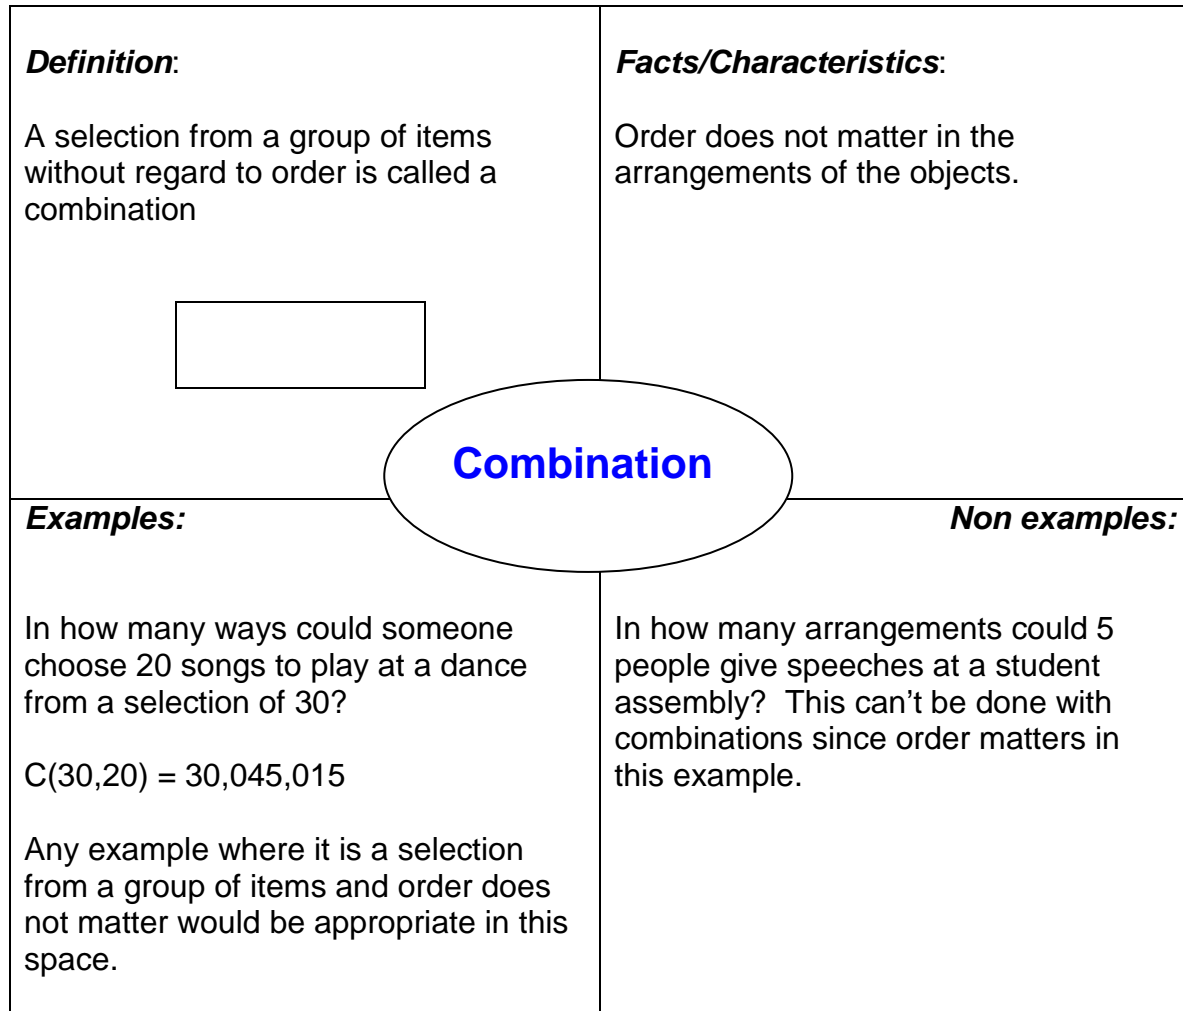 Definition:
A selection from a group of items
without regard to order is called a
combination
Facts/Characteristics:
Order does not matter in the
arrangements of the objects.
Combination
Examples:
In how many ways could someone
choose 20 songs to play at a dance
from a selection of 30?
C(30,20) = 30,045,015
Any example where it is a selection
from a group of items and order does
not matter would be appropriate in this
space.
Non examples:
In how many arrangements could 5
people give speeches at a student
assembly?  This can’t be done with
combinations since order matters in
this example.